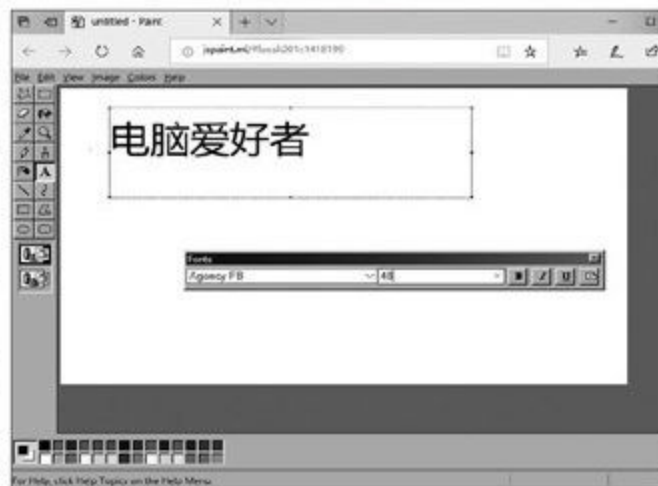 untitled - Paint
File Edit View Image Colors Help
A
电脑爱好者
Fonts
Agency FB
48
B I U
For Help, click Help Topics on the Help Menu.